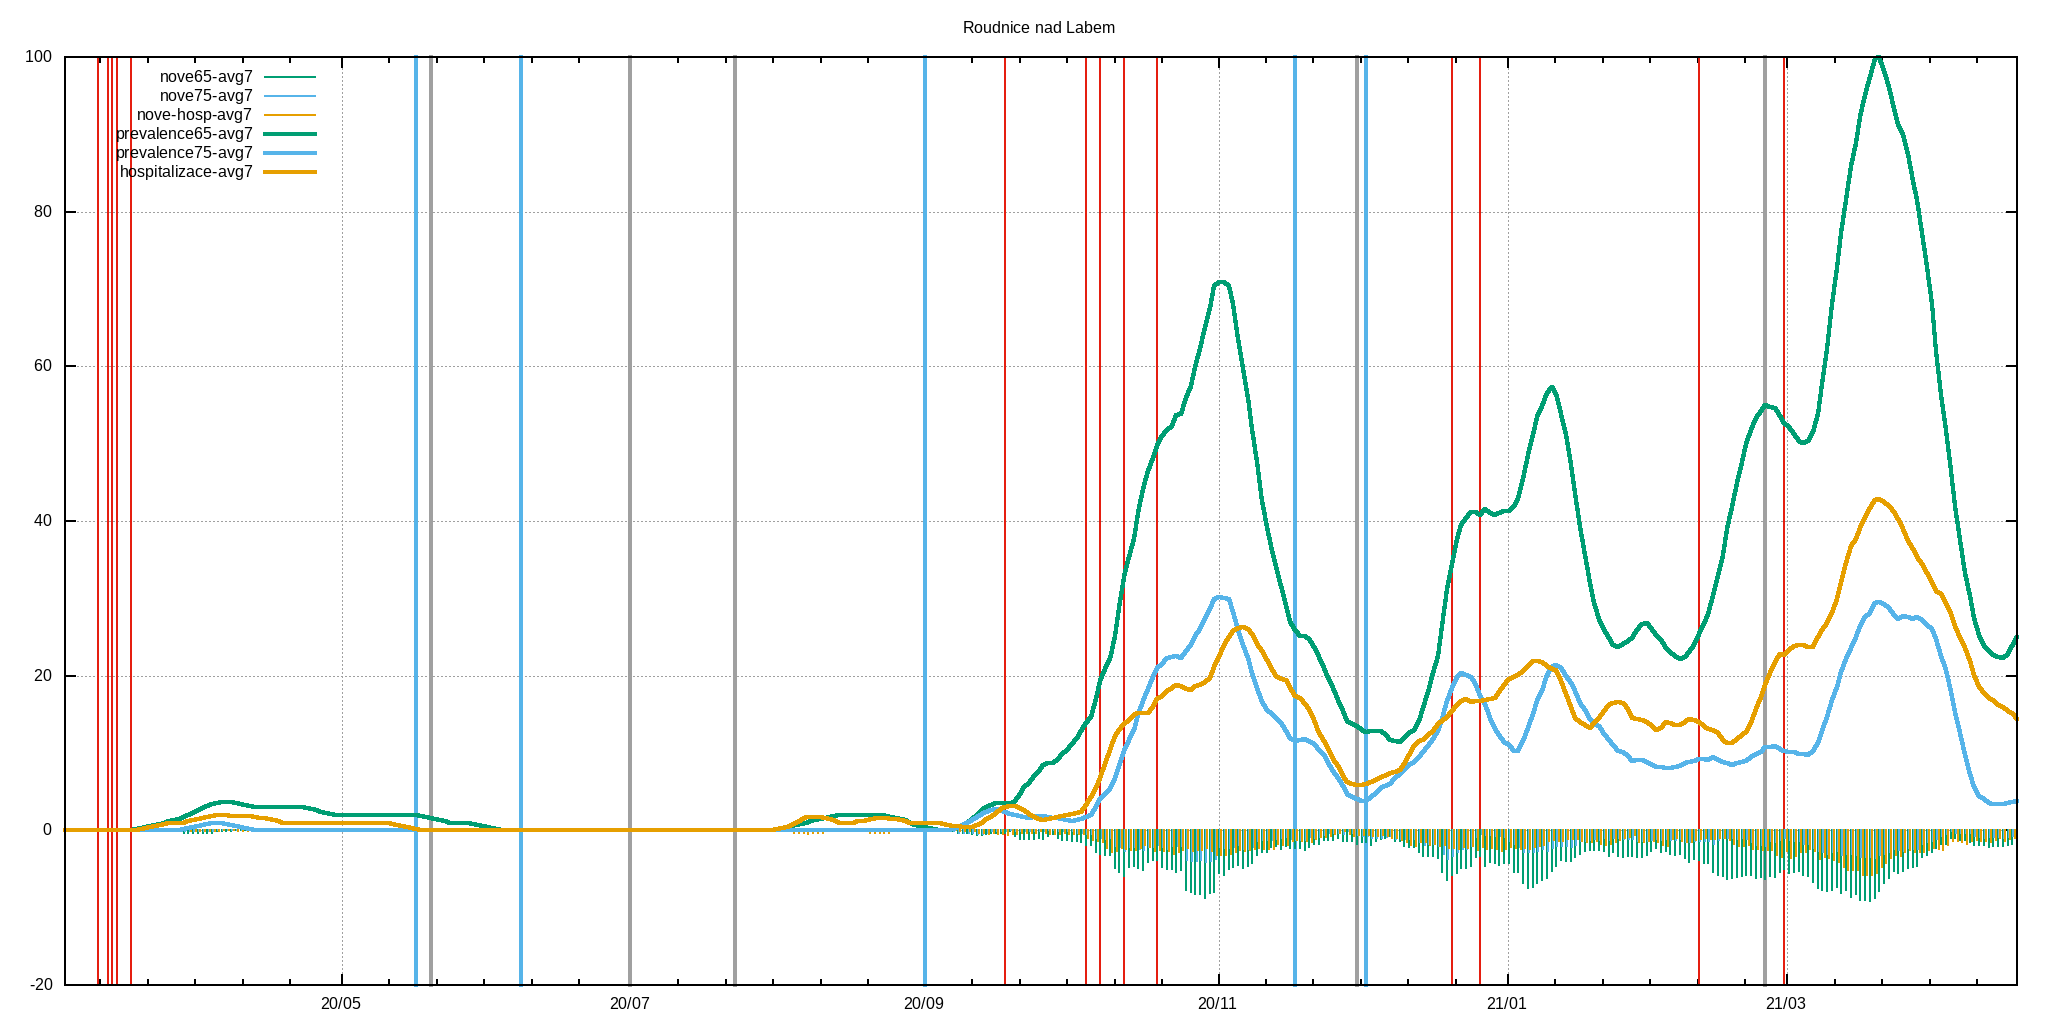 Roudnice nad Labem
100
80
60
40
20
0
-20
nove65-avg7
nove75-avg7
nove-hosp-avg7
prevalence65-avg7
prevalence75-avg7
hospitalizace-avg7
20/05
20/07
20/09
20/11
21/01
21/03